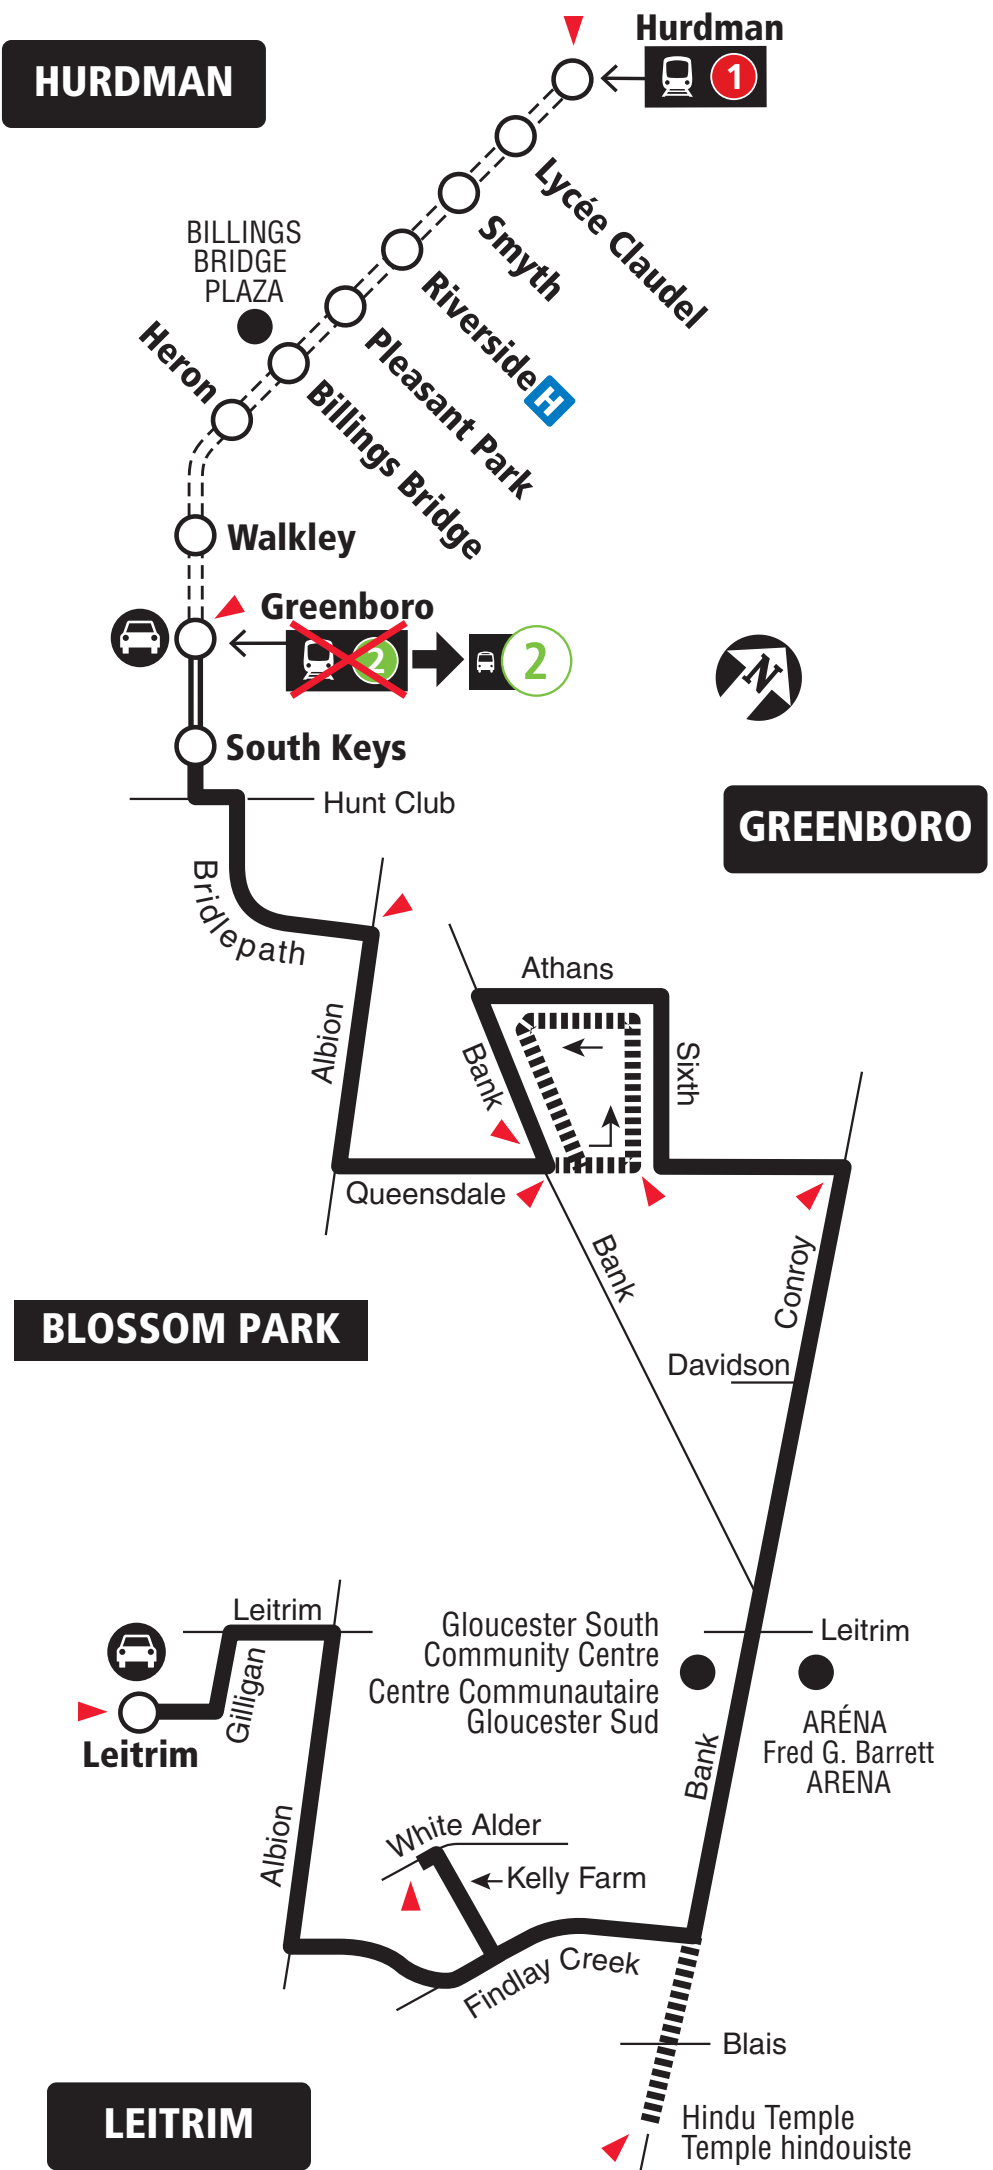 Hurdman
1
HURDMAN
Lycée Claudel
Smyth
BILLINGS
BRIDGE
PLAZA
Riverside H
Pleasant Park
Heron
Billings Bridge
Walkley
Greenboro
2
2
N
South Keys
Hunt Club
GREENBORO
Bridlepath
Athans
Albion
Bank
Sixth
Queensdale
Bank
Conroy
BLOSSOM PARK
Davidson
Leitrim
Gloucester South
Community Centre
Centre Communautaire
Gloucester Sud
Leitrim
Gilligan
ARÉNA
Fred G. Barrett
ARENA
Leitrim
Bank
Albion
White Alder
Kelly Farm
Findlay Creek
Blais
LEITRIM
Hindu Temple
Temple hindouiste